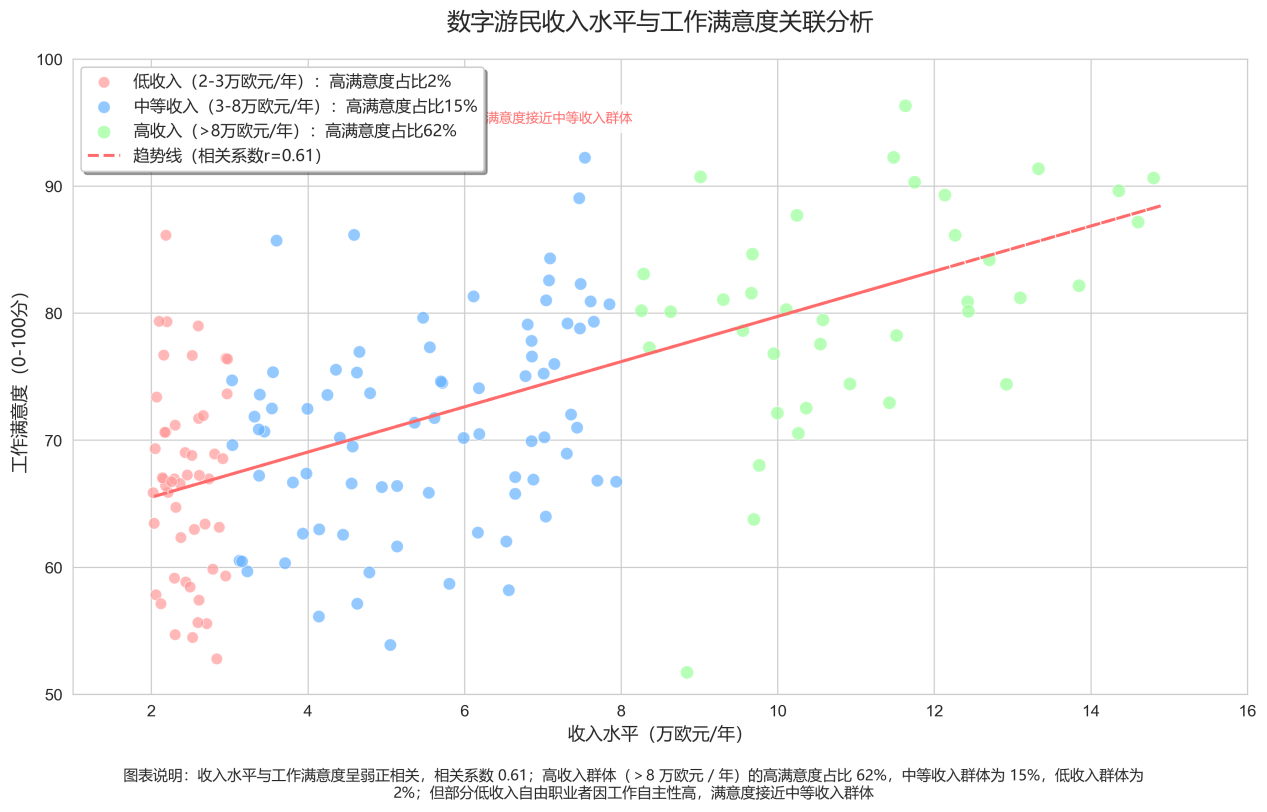 数字游民收入水平与工作满意度关联分析
100
90
80
70
60
50
工作满意度（0-100分）
低收入（2-3万欧元/年）：高满意度占比2%
中等收入（3-8万欧元/年）：高满意度占比15%
高收入（>8万欧元/年）：高满意度占比62%
趋势线（相关系数r=0.61）
满意度接近中等收入群体
2 4 6 8 10 12 14 16
收入水平（万欧元/年）
图表说明：收入水平与工作满意度呈弱正相关，相关系数 0.61；高收入群体（＞8 万欧元 / 年）的高满意度占比 62%，中等收入群体为 15%，低收入群体为
2%；但部分低收入自由职业者因工作自主性高，满意度接近中等收入群体